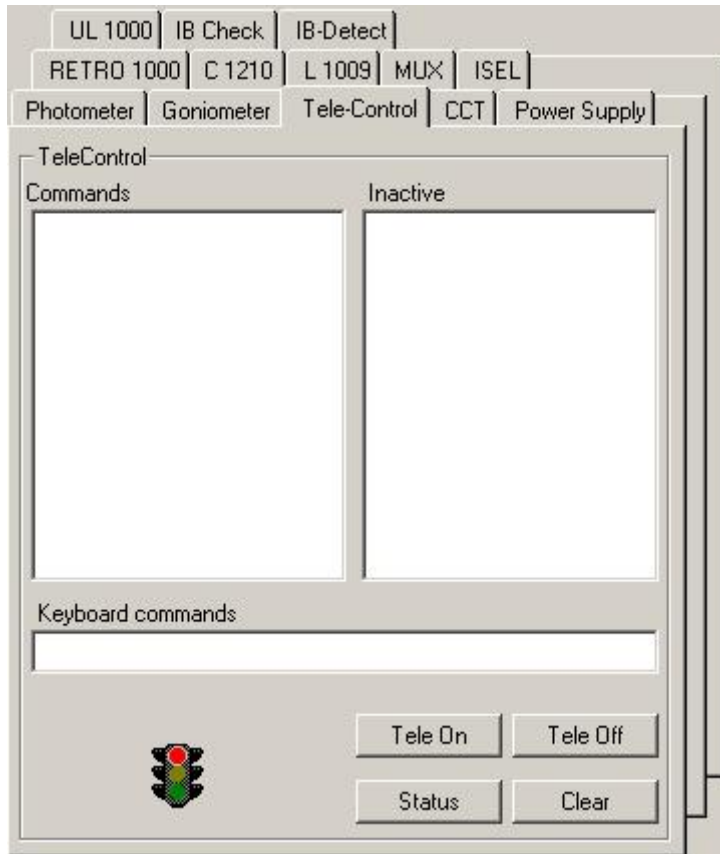 UL 1000 IB Check IB-Detect
RETRO 1000 C 1210 L 1009 MUX ISEL
Photometer Goniometer Tele-Control CCT Power Supply
TeleControl
Commands Inactive
Keyboard commands
Tele On Tele Off
Status Clear